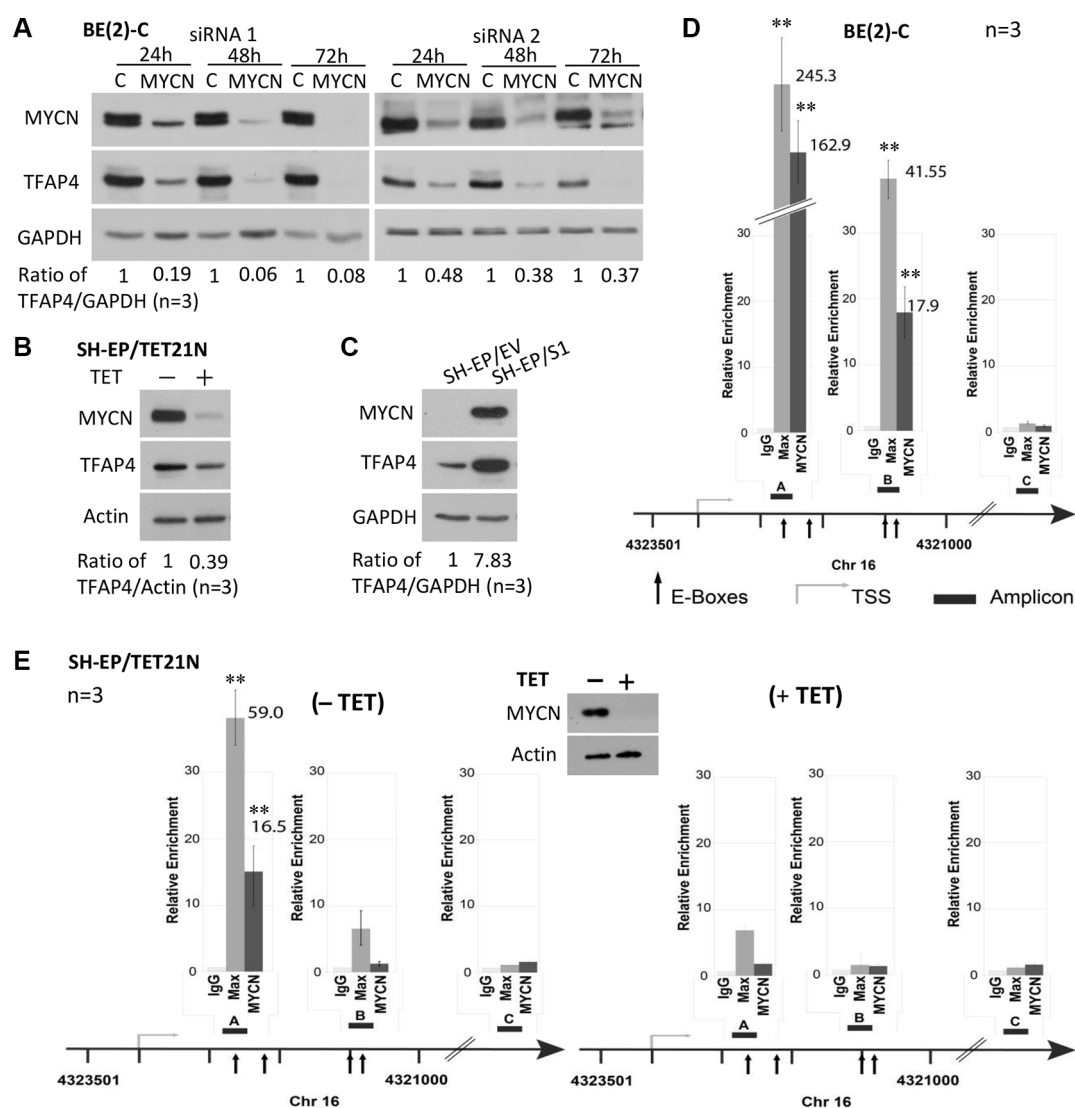 A
BE(2)-C
siRNA 1
siRNA 2
24h 48h 72h 24h 48h 72h
C MYCN C MYCN C MYCN C MYCN C MYCN C MYCN
MYCN
TFAP4
GAPDH
Ratio of 1 0.19 1 0.06 1 0.08 1 0.48 1 0.38 1 0.37
TFAP4/GAPDH (n=3)
B
SH-EP/TET21N
TET − +
MYCN
TFAP4
Actin
Ratio of 1 0.39
TFAP4/Actin (n=3)
C
SH-EP/EV
SH-EP/S1
MYCN
TFAP4
GAPDH
Ratio of 1 7.83
TFAP4/GAPDH (n=3)
D
BE(2)-C
n=3
**
245.3
**
162.9
Relative Enrichment
30
20
10
0
IgG Max MYCN
A
**
41.55
**
17.9
Relative Enrichment
30
20
10
0
IgG Max MYCN
B
Relative Enrichment
30
20
10
0
IgG Max MYCN
C
4323501
4321000
Chr 16
E-Boxes
TSS
Amplicon
E
SH-EP/TET21N
n=3
(− TET)
**
59.0
**
16.5
Relative Enrichment
30
20
10
0
IgG Max MYCN
A
Relative Enrichment
30
20
10
0
IgG Max MYCN
B
Relative Enrichment
30
20
10
0
IgG Max MYCN
C
4323501
4321000
Chr 16
TET − +
MYCN
Actin
(+ TET)
Relative Enrichment
30
20
10
0
IgG Max MYCN
A
Relative Enrichment
30
20
10
0
IgG Max MYCN
B
Relative Enrichment
30
20
10
0
IgG Max MYCN
C
4323501
4321000
Chr 16